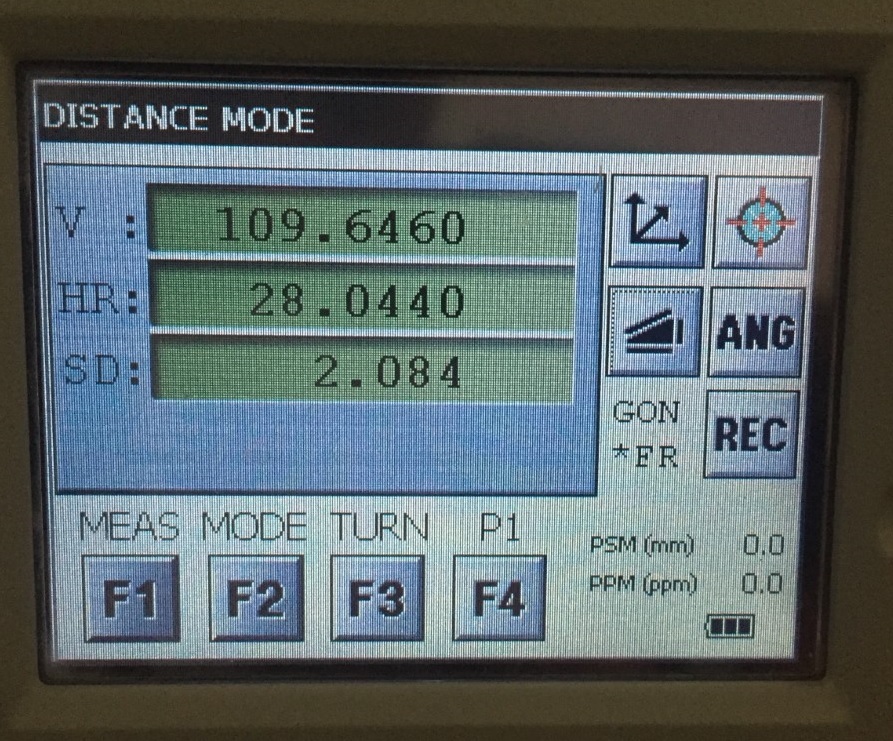 DISTANCE MODE
V : 109.6460
HR: 28.0440
SD: 2.084
ANG
GON
*FR
REC
MEAS MODE TURN P1
F1 F2 F3 F4
PSM (mm) 0.0
PPM (ppm) 0.0